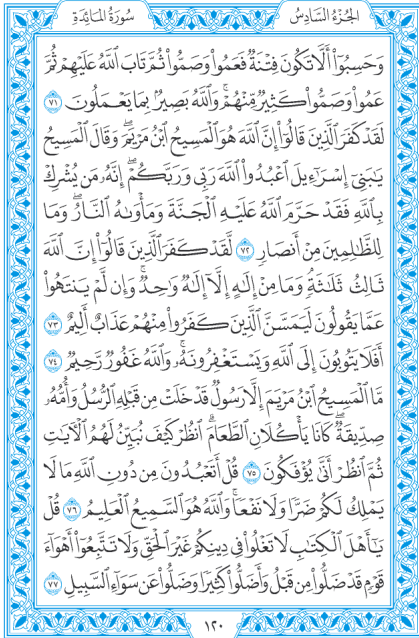 الجزء السادس
سورة المائدة
وَحَسِبُوٓاْ أَلَّا تَكُونَ فِتۡنَةٞ فَعَمُواْ وَصَمُّواْ ثُمَّ تَابَ ٱللَّهُ عَلَيۡهِمۡ ثُمَّ
عَمُواْ وَصَمُّواْ كَثِيرٞ مِّنۡهُمۡۚ وَٱللَّهُ بَصِيرُۢ بِمَا يَعۡمَلُونَ ٧١
لَقَدۡ كَفَرَ ٱلَّذِينَ قَالُوٓاْ إِنَّ ٱللَّهَ هُوَ ٱلۡمَسِيحُ ٱبۡنُ مَرۡيَمَۖ وَقَالَ ٱلۡمَسِيحُ
يَٰبَنِيٓ إِسۡرَٰٓءِيلَ ٱعۡبُدُواْ ٱللَّهَ رَبِّي وَرَبَّكُمۡۖ إِنَّهُۥ مَن يُشۡرِكۡ
بِٱللَّهِ فَقَدۡ حَرَّمَ ٱللَّهُ عَلَيۡهِ ٱلۡجَنَّةَ وَمَأۡوَىٰهُ ٱلنَّارُۖ وَمَا
لِلظَّٰلِمِينَ مِنۡ أَنصَارٖ ٧٢ لَّقَدۡ كَفَرَ ٱلَّذِينَ قَالُوٓاْ إِنَّ ٱللَّهَ
ثَالِثُ ثَلَٰثَةٖۘ وَمَا مِنۡ إِلَٰهٍ إِلَّآ إِلَٰهٞ وَٰحِدٞۚ وَإِن لَّمۡ يَنتَهُواْ
عَمَّا يَقُولُونَ لَيَمَسَّنَّ ٱلَّذِينَ كَفَرُواْ مِنۡهُمۡ عَذَابٌ أَلِيمٌ ٧٣
أَفَلَا يَتُوبُونَ إِلَى ٱللَّهِ وَيَسۡتَغۡفِرُونَهُۥۚ وَٱللَّهُ غَفُورٞ رَّحِيمٞ ٧٤
مَّا ٱلۡمَسِيحُ ٱبۡنُ مَرۡيَمَ إِلَّا رَسُولٞ قَدۡ خَلَتۡ مِن قَبۡلِهِ ٱلرُّسُلُ وَأُمُّهُۥ
صِدِّيقَةٞۖ كَانَا يَأۡكُلَانِ ٱلطَّعَامَۗ ٱنظُرۡ كَيۡفَ نُبَيِّنُ لَهُمُ ٱلۡأٓيَٰتِ
ثُمَّ ٱنظُرۡ أَنَّىٰ يُؤۡفَكُونَ ٧٥ قُلۡ أَتَعۡبُدُونَ مِن دُونِ ٱللَّهِ مَا لَا
يَمۡلِكُ لَكُمۡ ضَرّٗا وَلَا نَفۡعٗاۚ وَٱللَّهُ هُوَ ٱلسَّمِيعُ ٱلۡعَلِيمُ ٧٦ قُلۡ
يَٰٓأَهۡلَ ٱلۡكِتَٰبِ لَا تَغۡلُواْ فِي دِينِكُمۡ غَيۡرَ ٱلۡحَقِّ وَلَا تَتَّبِعُوٓاْ أَهۡوَآءَ
قَوۡمٖ قَدۡ ضَلُّواْ مِن قَبۡلُ وَأَضَلُّواْ كَثِيرٗا وَضَلُّواْ عَن سَوَآءِ ٱلسَّبِيلِ ٧٧
١٢٠